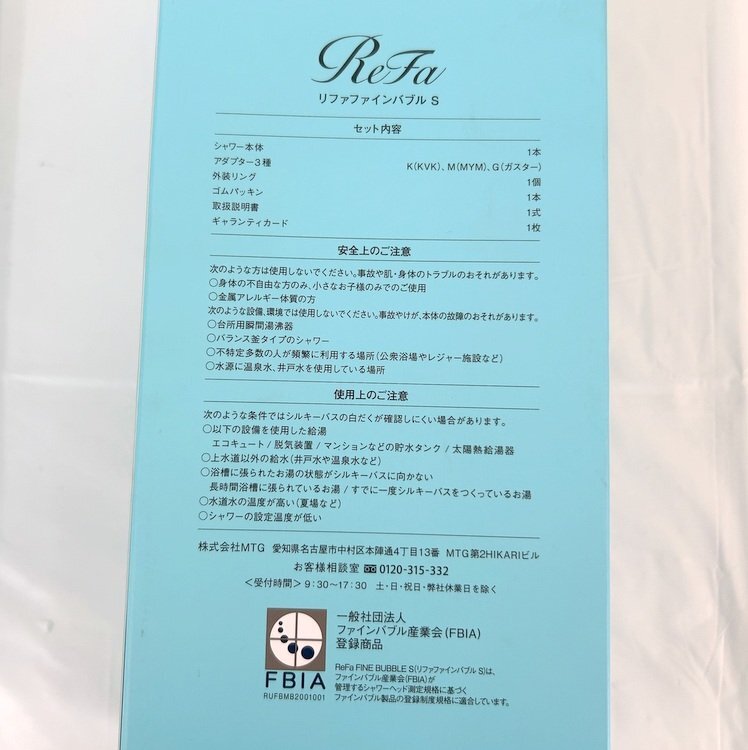 ReFa
リファファインバブル S
セット内容
シャワー本体 1本
アダプター3種 K(KVK)、M(MYM)、G(ガスター)
外装リング 1個
ゴムパッキン 1本
取扱説明書 1式
ギャランティカード 1枚
安全上のご注意
次のような方は使用しないでください。事故や肌・身体のトラブルのおそれがあります。
○身体の不自由な方のみ、小さなお子様のみでのご使用
○金属アレルギー体質の方
次のような設備、環境では使用しないでください。事故やけが、本体の故障のおそれがあります。
○台所用瞬間湯沸器
○バランス釜タイプのシャワー
○不特定多数の人が頻繁に利用する場所(公衆浴場やレジャー施設など)
○水源に温泉水、井戸水を使用している場所
使用上のご注意
次のような条件ではシルキーバスの白だくが確認しにくい場合があります。
○以下の設備を使用した給湯
エコキュート / 脱気装置 / マンションなどの貯水タンク / 太陽熱給湯器
○上水道以外の給水(井戸水や温泉水など)
○浴槽に張られたお湯の状態がシルキーバスに向かない
長時間浴槽に張られているお湯 / すでに一度シルキーバスをつくっているお湯
○水道水の温度が高い(夏場など)
○シャワーの設定温度が低い
株式会社MTG 愛知県名古屋市中村区本陣通4丁目13番 MTG第2HIKARIビル
お客様相談室 0120-315-332
<受付時間> 9:30~17:30 土・日・祝日・弊社休業日を除く
一般社団法人
ファインバブル産業会(FBIA)
登録商品
FBIA
RUFBMB2001001
ReFa FINE BUBBLE S(リファファインバブル S)は、
ファインバブル産業会(FBIA)が
管理するシャワーヘッド測定規格に基づく
ファインバブル製品の登録制度規格に適合しています。